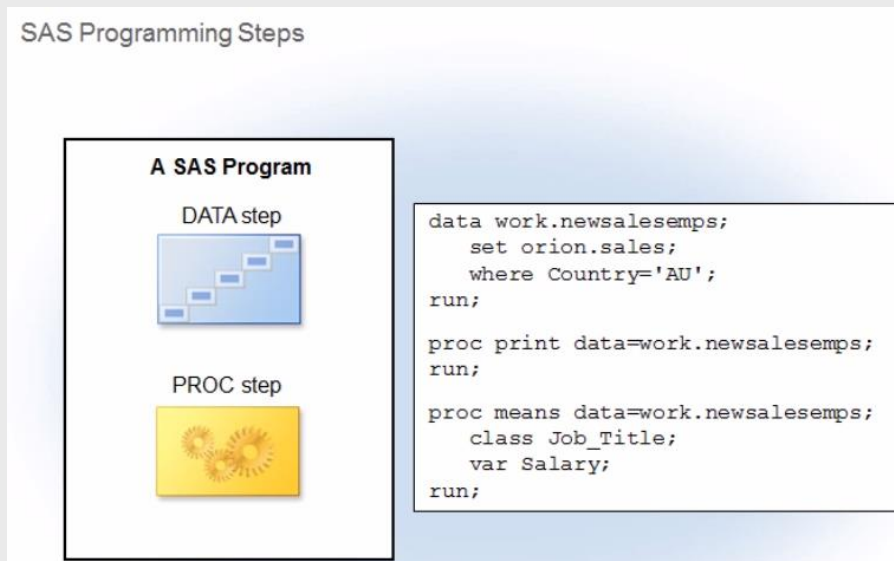 SAS Programming Steps
A SAS Program
DATA step
PROC step
data work.newsalesemps;
   set orion.sales;
   where Country='AU';
run;
proc print data=work.newsalesemps;
run;
proc means data=work.newsalesemps;
   class Job_Title;
   var Salary;
run;